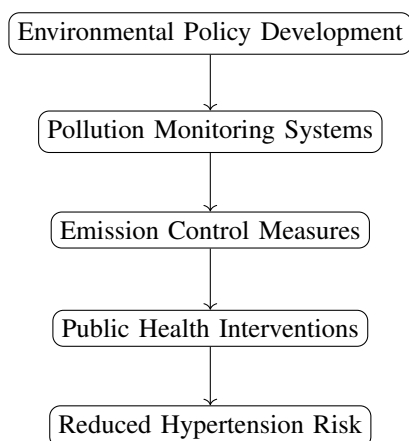 Environmental Policy Development
Pollution Monitoring Systems
Emission Control Measures
Public Health Interventions
Reduced Hypertension Risk